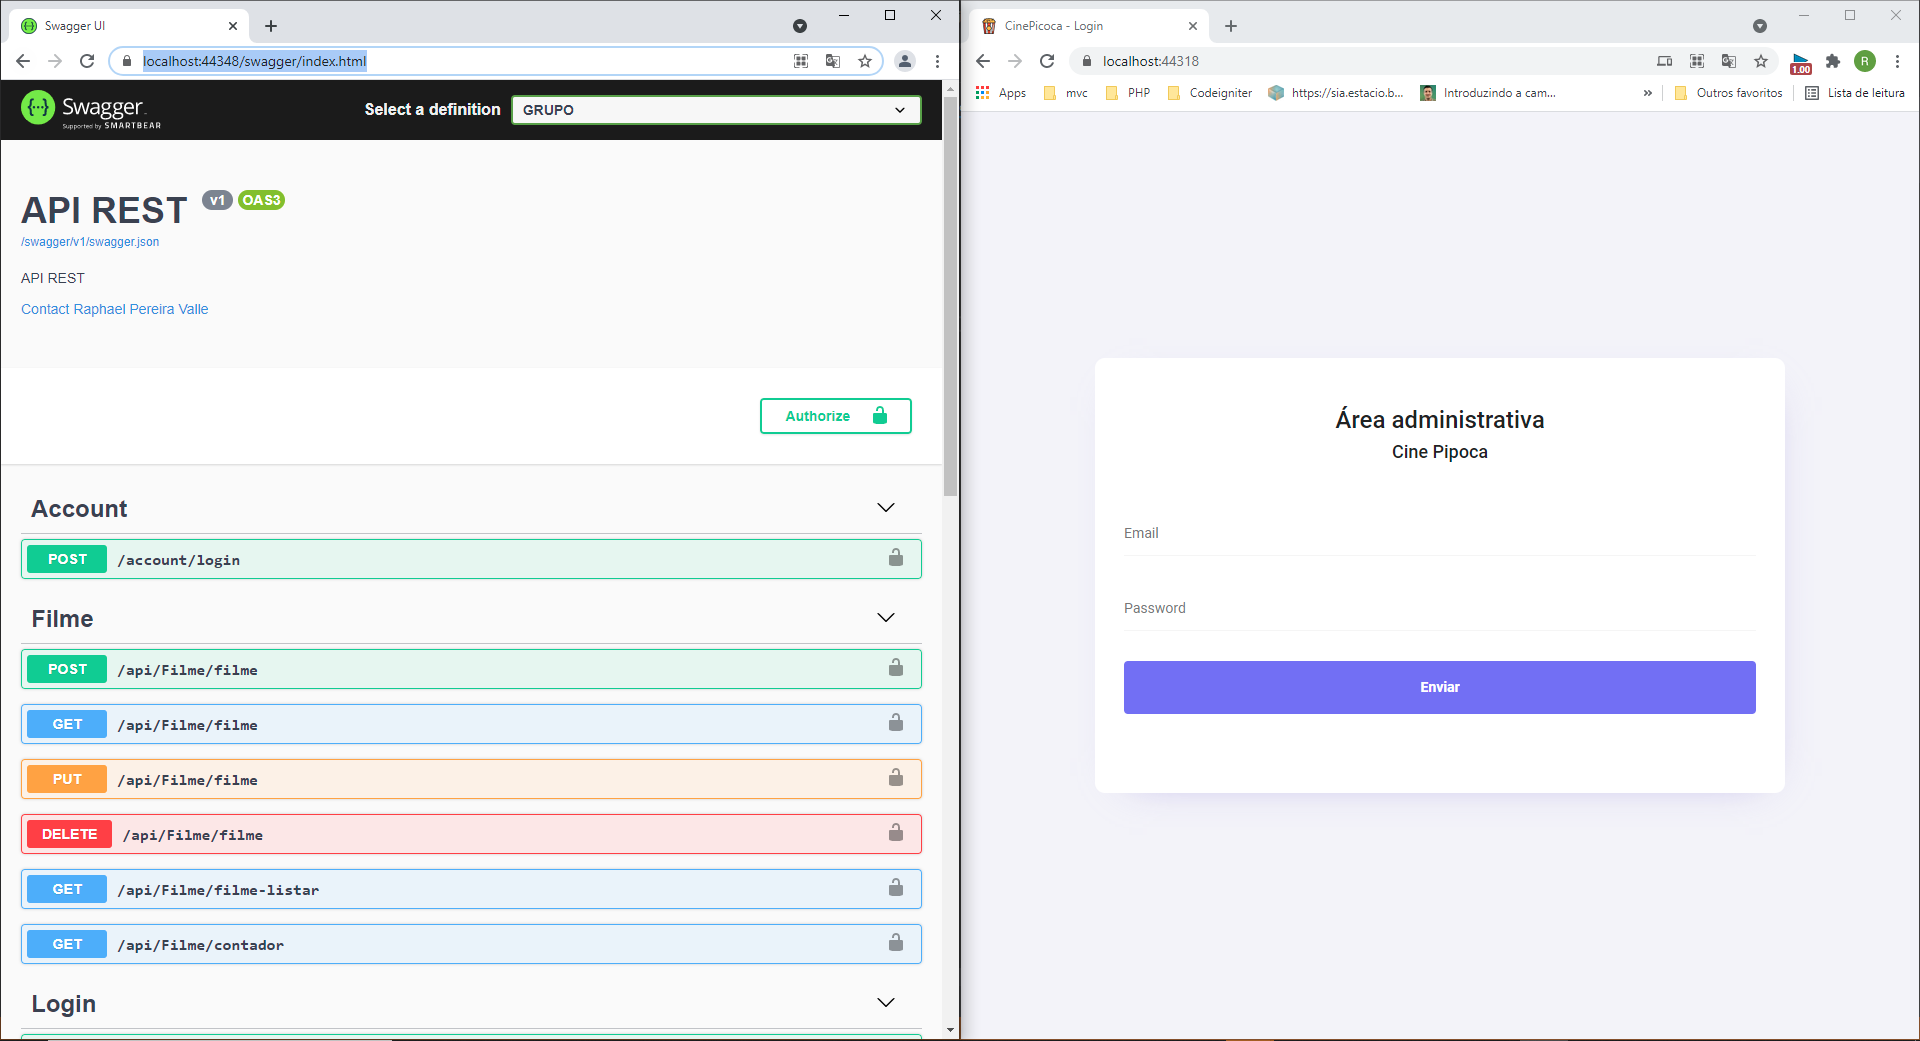 Swagger UI
localhost:44348/swagger/index.html
Swagger
Supported by SMARTBEAR
Select a definition
GRUPO
API REST v1 OAS3
/swagger/v1/swagger.json
API REST
Contact Raphael Pereira Valle
Authorize
Account
POST /account/login
Filme
POST /api/Filme/filme
GET /api/Filme/filme
PUT /api/Filme/filme
DELETE /api/Filme/filme
GET /api/Filme/filme-listar
GET /api/Filme/contador
Login
CinePicoca - Login
localhost:44318
1.00
R
Apps mvc PHP Codeigniter https://sia.estacio.b... Introduzindo a cam... » Outros favoritos Lista de leitura
Área administrativa
Cine Pipoca
Email
Password
Enviar